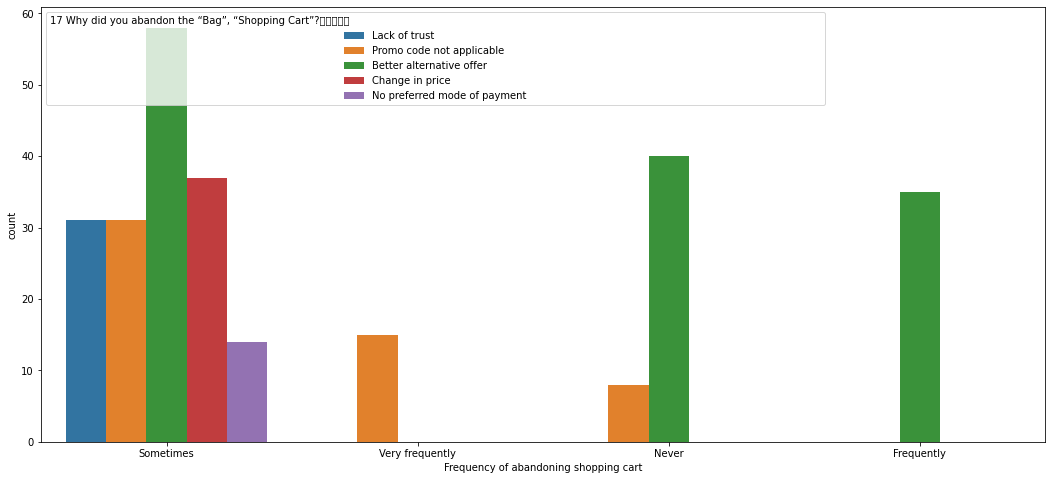 17 Why did you abandon the “Bag”, “Shopping Cart”?
Lack of trust
Promo code not applicable
Better alternative offer
Change in price
No preferred mode of payment
60
50
40
30
20
10
0
count
Sometimes
Very frequently
Never
Frequently
Frequency of abandoning shopping cart